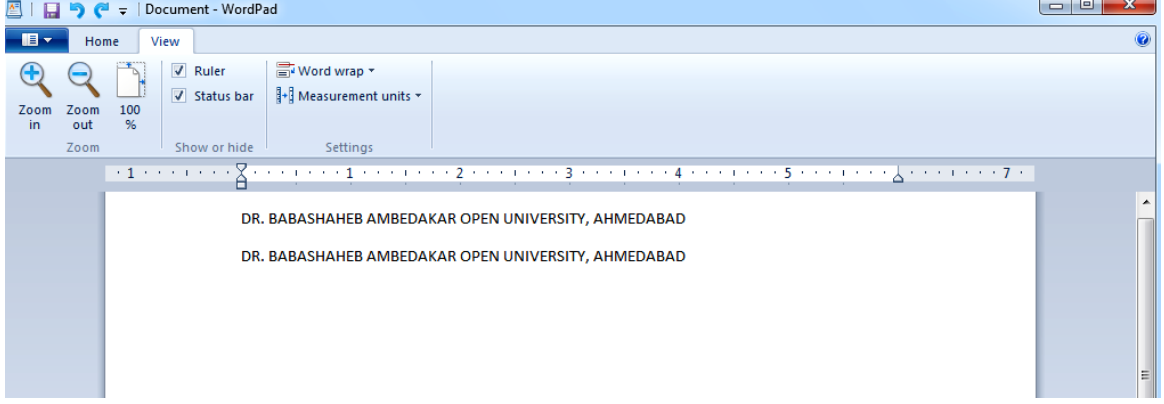 Document - WordPad
Home View
Zoom in
Zoom out
100 %
Ruler
Status bar
Word wrap
Measurement units
Zoom
Show or hide
Settings
1 1 2 3 4 5 7
DR. BABASHAHEB AMBEDAKAR OPEN UNIVERSITY, AHMEDABAD
DR. BABASHAHEB AMBEDAKAR OPEN UNIVERSITY, AHMEDABAD